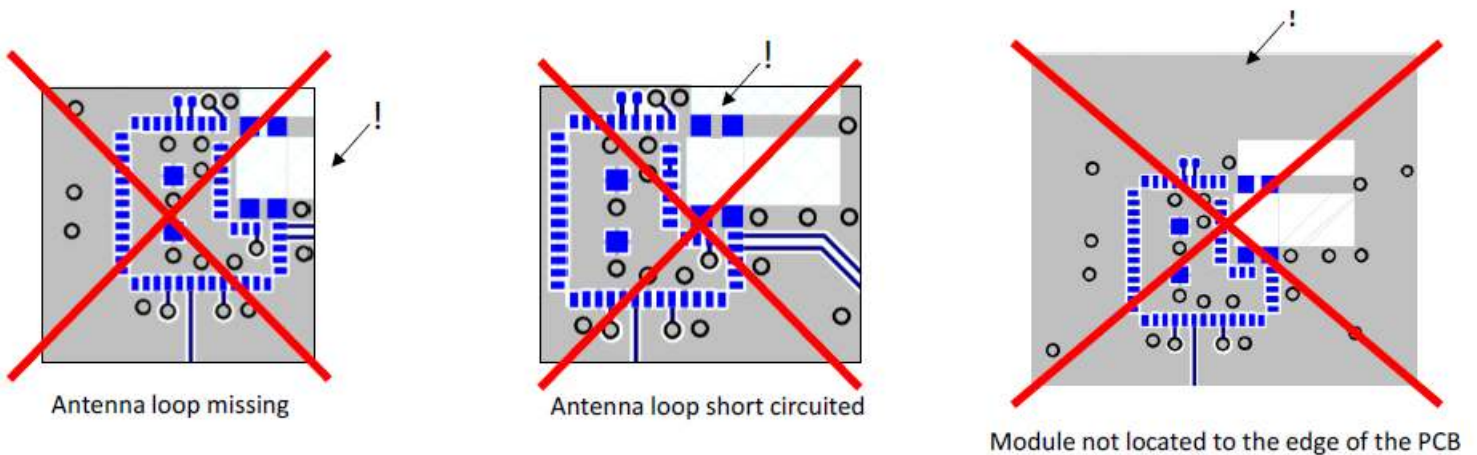 !
!
!
Antenna loop missing
Antenna loop short circuited
Module not located to the edge of the PCB